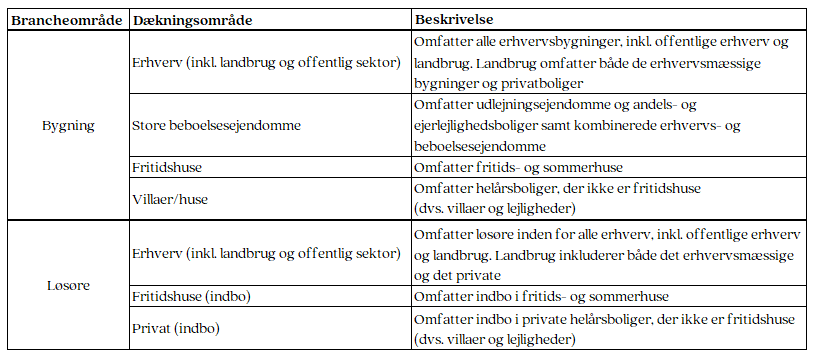 Brancheområde Dækningsområde Beskrivelse
Bygning
Erhverv (inkl. landbrug og offentlig sektor)
Omfatter alle erhvervsbygninger, inkl. offentlige erhverv og
landbrug. Landbrug omfatter både de erhvervsmæssige
bygninger og privatboliger
Store beboelsesejendomme
Omfatter udlejningsejendomme og andels- og
ejerlejlighedsboliger samt kombinerede erhvervs- og
beboelsesejendomme
Fritidshuse
Omfatter fritids- og sommerhuse
Villaer/huse
Omfatter helårsboliger, der ikke er fritidshuse
(dvs. villaer og lejligheder)
Løsøre
Erhverv (inkl. landbrug og offentlig sektor)
Omfatter løsøre inden for alle erhverv, inkl. offentlige erhverv
og landbrug. Landbrug inkluderer både det erhvervsmæssige
og det private
Fritidshuse (indbo)
Omfatter indbo i fritids- og sommerhuse
Privat (indbo)
Omfatter indbo i private helårsboliger, der ikke er fritidshuse
(dvs. villaer og lejligheder)